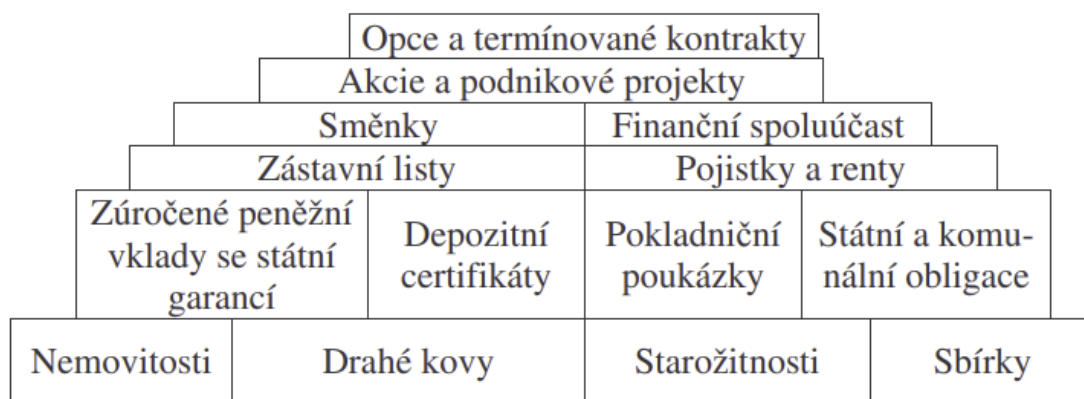 Opce a termínované kontrakty
Akcie a podnikové projekty
Směnky
Finanční spoluúčast
Zástavní listy
Pojistky a renty
Zúročené peněžní
vklady se státní
garancí
Depozitní
certifikáty
Pokladniční
poukázky
Státní a komu-
nální obligace
Nemovitosti
Drahé kovy
Starožitnosti
Sbírky